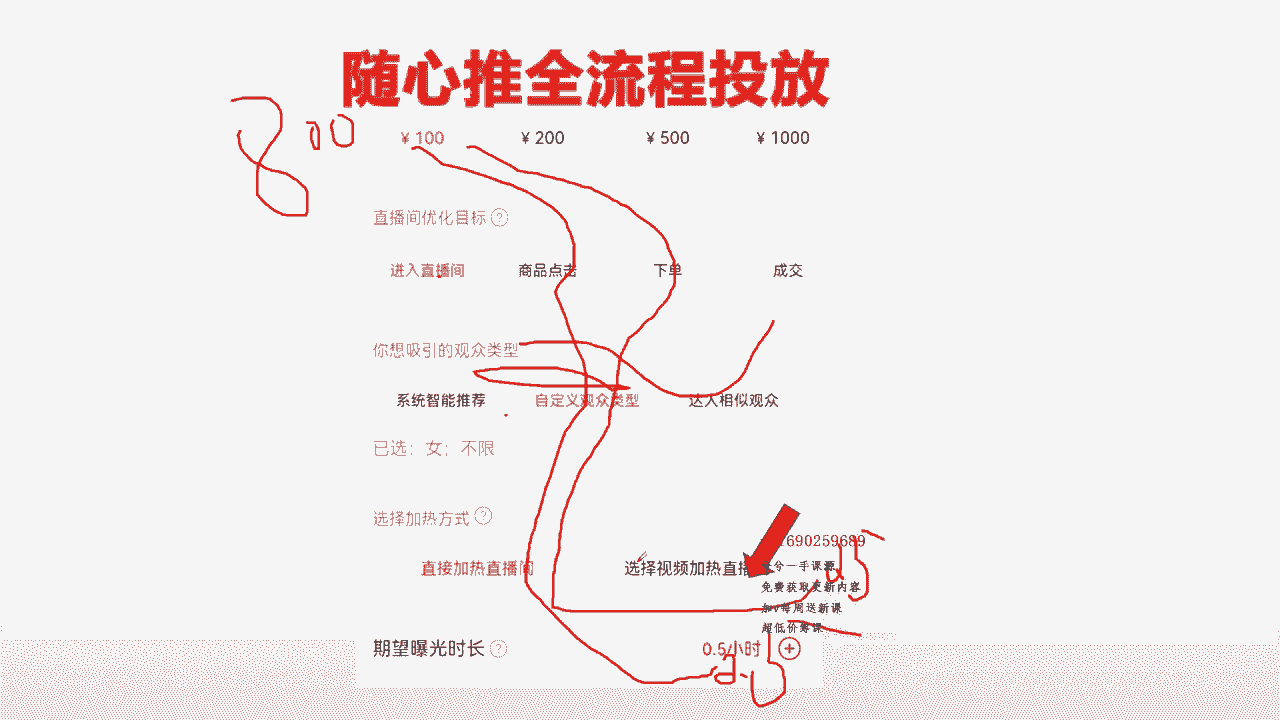 随心推全流程投放
800
¥ 100 ¥ 200 ¥ 500 ¥ 1000
直播间优化目标 ?
进入直播间 商品点击 下单 成交
你想吸引的观众类型
系统智能推荐 自定义观众类型 达人相似观众
已选：女；不限
选择加热方式 ?
690259689
直接加热直播间 选择视频加热直播
分一手课源
免费获取更新内容
加v每周送新课
超低价筹课
期望曝光时长 ? 0.5小时 +